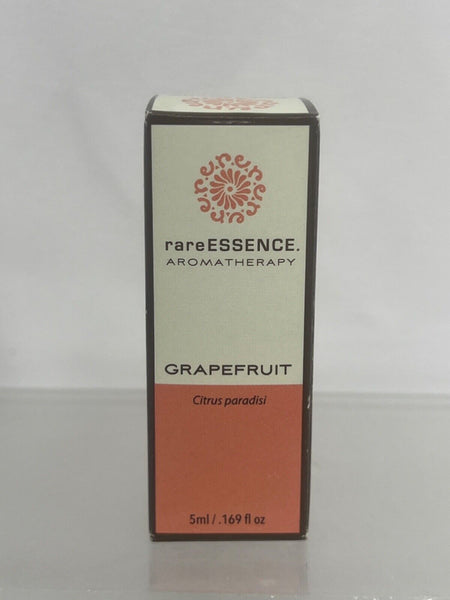 rareESSENCE.
AROMATHERAPY
GRAPEFRUIT
Citrus paradisi
5ml / .169 fl oz